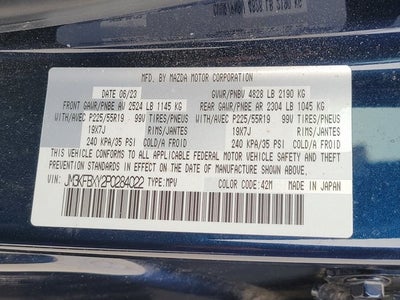 MFD. BY MAZDA MOTOR CORPORATION
DATE 06/23 GVWR/PNBV 4828 LB 2190 KG
FRONT GAWR/PNBE AV 2524 LB 1145 KG REAR GAWR/PNBE AR 2304 LB 1045 KG
WITH/AVEC P225/55R19 99V TIRES/PNEUS WITH/AVEC P225/55R19 99V TIRES/PNEUS
19X7J RIMS/JANTES 19X7J RIMS/JANTES
240 KPA/35 PSI COLD/FROID 240 KPA/35 PSI COLD/FROID
THIS VEHICLE CONFORMS TO ALL APPLICABLE FEDERAL MOTOR VEHICLE SAFETY AND THEFT
PREVENTION STANDARDS IN EFFECT ON THE DATE OF MANUFACTURE SHOWN ABOVE.
VIN: JM3KFBXY2P0284022 TYPE: MPV COLOR CODE: 42M MADE IN JAPAN